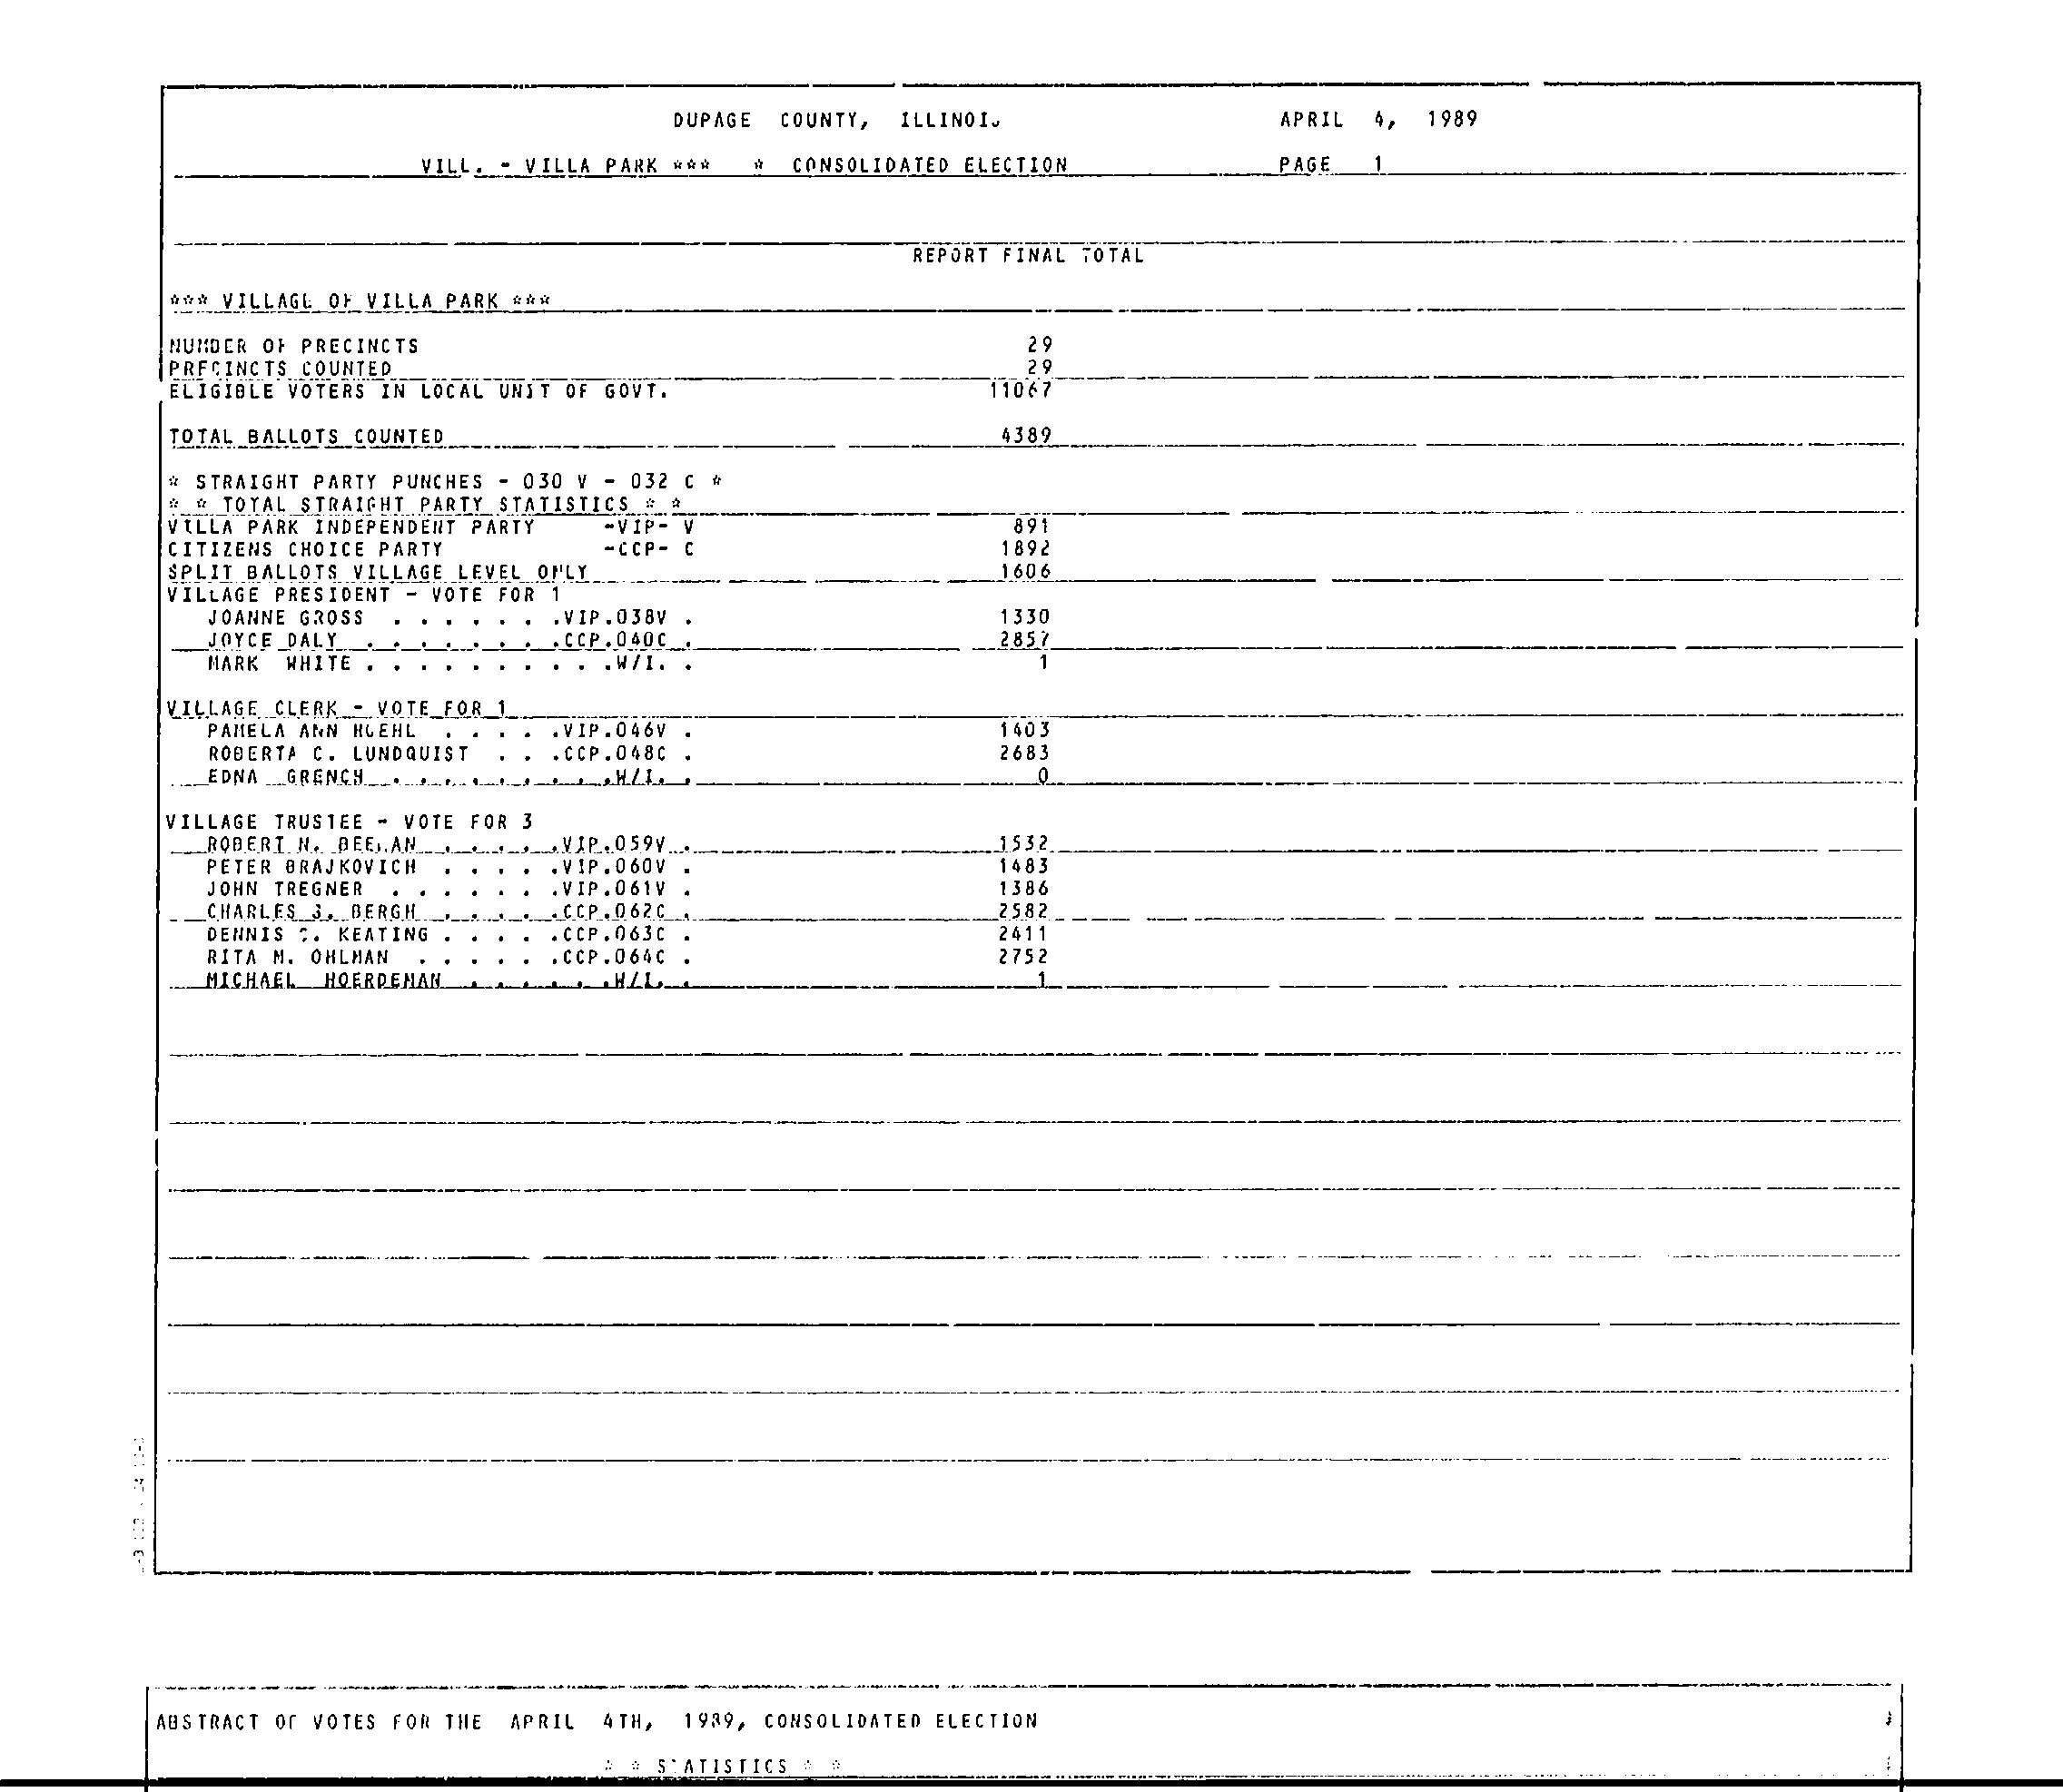 DUPAGE COUNTY, ILLINOIS APRIL 4, 1989
VILL. - VILLA PARK *** * CONSOLIDATED ELECTION PAGE 1
REPORT FINAL TOTAL
*** VILLAGE OF VILLA PARK ***
NUMBER OF PRECINCTS 29
PRECINCTS COUNTED 29
ELIGIBLE VOTERS IN LOCAL UNIT OF GOVT. 11067
TOTAL BALLOTS COUNTED 4389
* STRAIGHT PARTY PUNCHES - 030 V - 032 C *
* * TOTAL STRAIGHT PARTY STATISTICS * *
VILLA PARK INDEPENDENT PARTY -VIP- V 891
CITIZENS CHOICE PARTY -CCP- C 1892
SPLIT BALLOTS VILLAGE LEVEL ONLY 1606
VILLAGE PRESIDENT - VOTE FOR 1
JOANNE GROSS . . . . . . .VIP.038V . 1330
JOYCE DALY . . . . . . . .CCP.040C . 2857
MARK WHITE . . . . . . . . . .W/I. . 1
VILLAGE CLERK - VOTE FOR 1
PAMELA ANN . . . . .VIP.046V . 1403
ROBERTA C. LUNDQUIST . . .CCP.048C . 2683
EDNA GRENCH . . . . . . . . .W/I. . 0
VILLAGE TRUSTEE - VOTE FOR 3
ROBERT N. . . . . .VIP.059V . 1532
PETER BRAJKOVICH . . . . .VIP.060V . 1483
JOHN TREGNER . . . . . . .VIP.061V . 1386
CHARLES BERGH . . . . .CCP.062C . 2582
DENNIS KEATING . . . . .CCP.063C . 2411
RITA M. OHLMAN . . . . . .CCP.064C . 2752
MICHAEL HOERDEMAN . . . . . .W/I. . 1
ABSTRACT OF VOTES FOR THE APRIL 4TH, 1989, CONSOLIDATED ELECTION
* * STATISTICS * *